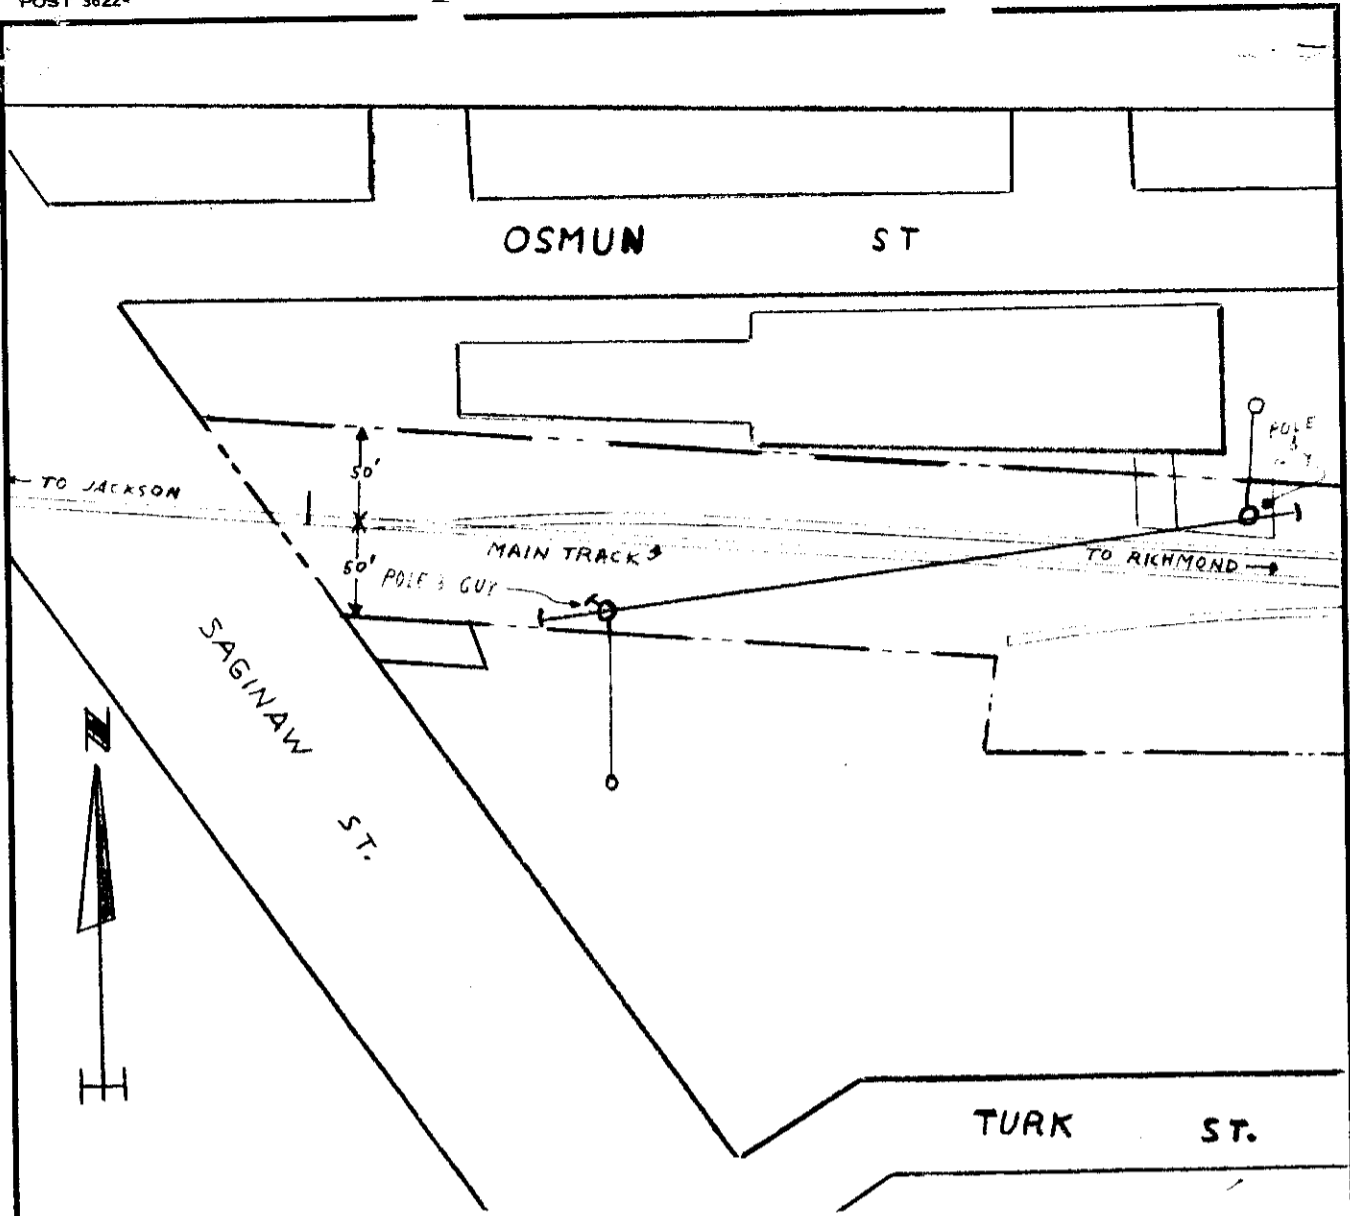 OSMUN ST
POLE
50'
← TO JACKSON
MAIN TRACK
TO RICHMOND →
50'
POLE & GUY
SAGINAW ST.
N
TURK ST.